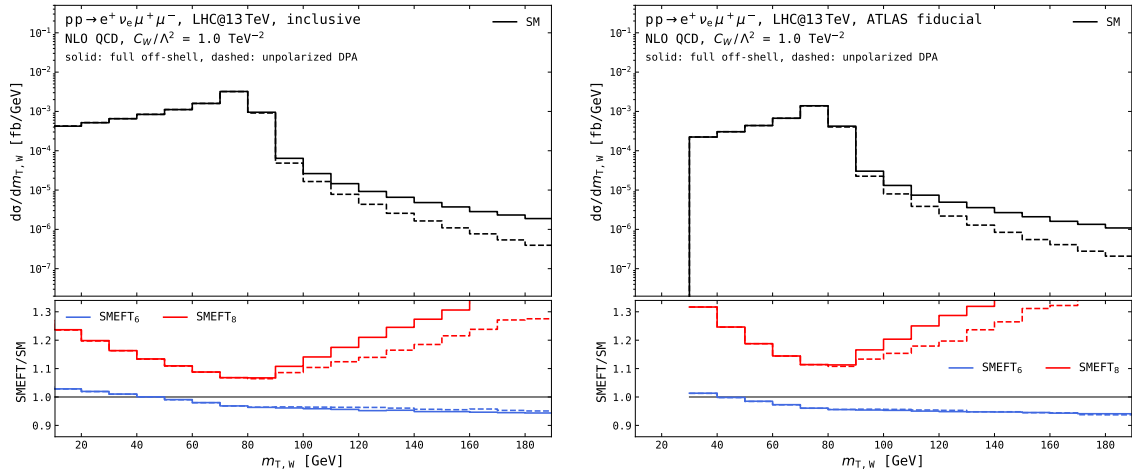 pp→e⁺νₑμ⁺μ⁻, LHC@13TeV, inclusive
NLO QCD, C_W/Λ² = 1.0 TeV⁻²
solid: full off-shell, dashed: unpolarized DPA
SM
dσ/dm_T,W [fb/GeV]
10⁻¹
10⁻²
10⁻³
10⁻⁴
10⁻⁵
10⁻⁶
10⁻⁷
SMEFT₆ SMEFT₈
SMEFT/SM
1.3
1.2
1.1
1.0
0.9
20 40 60 80 100 120 140 160 180
m_T,W [GeV]
pp→e⁺νₑμ⁺μ⁻, LHC@13TeV, ATLAS fiducial
NLO QCD, C_W/Λ² = 1.0 TeV⁻²
solid: full off-shell, dashed: unpolarized DPA
SM
dσ/dm_T,W [fb/GeV]
10⁻¹
10⁻²
10⁻³
10⁻⁴
10⁻⁵
10⁻⁶
10⁻⁷
SMEFT/SM
1.3
1.2
1.1
1.0
0.9
SMEFT₆ SMEFT₈
20 40 60 80 100 120 140 160 180
m_T,W [GeV]